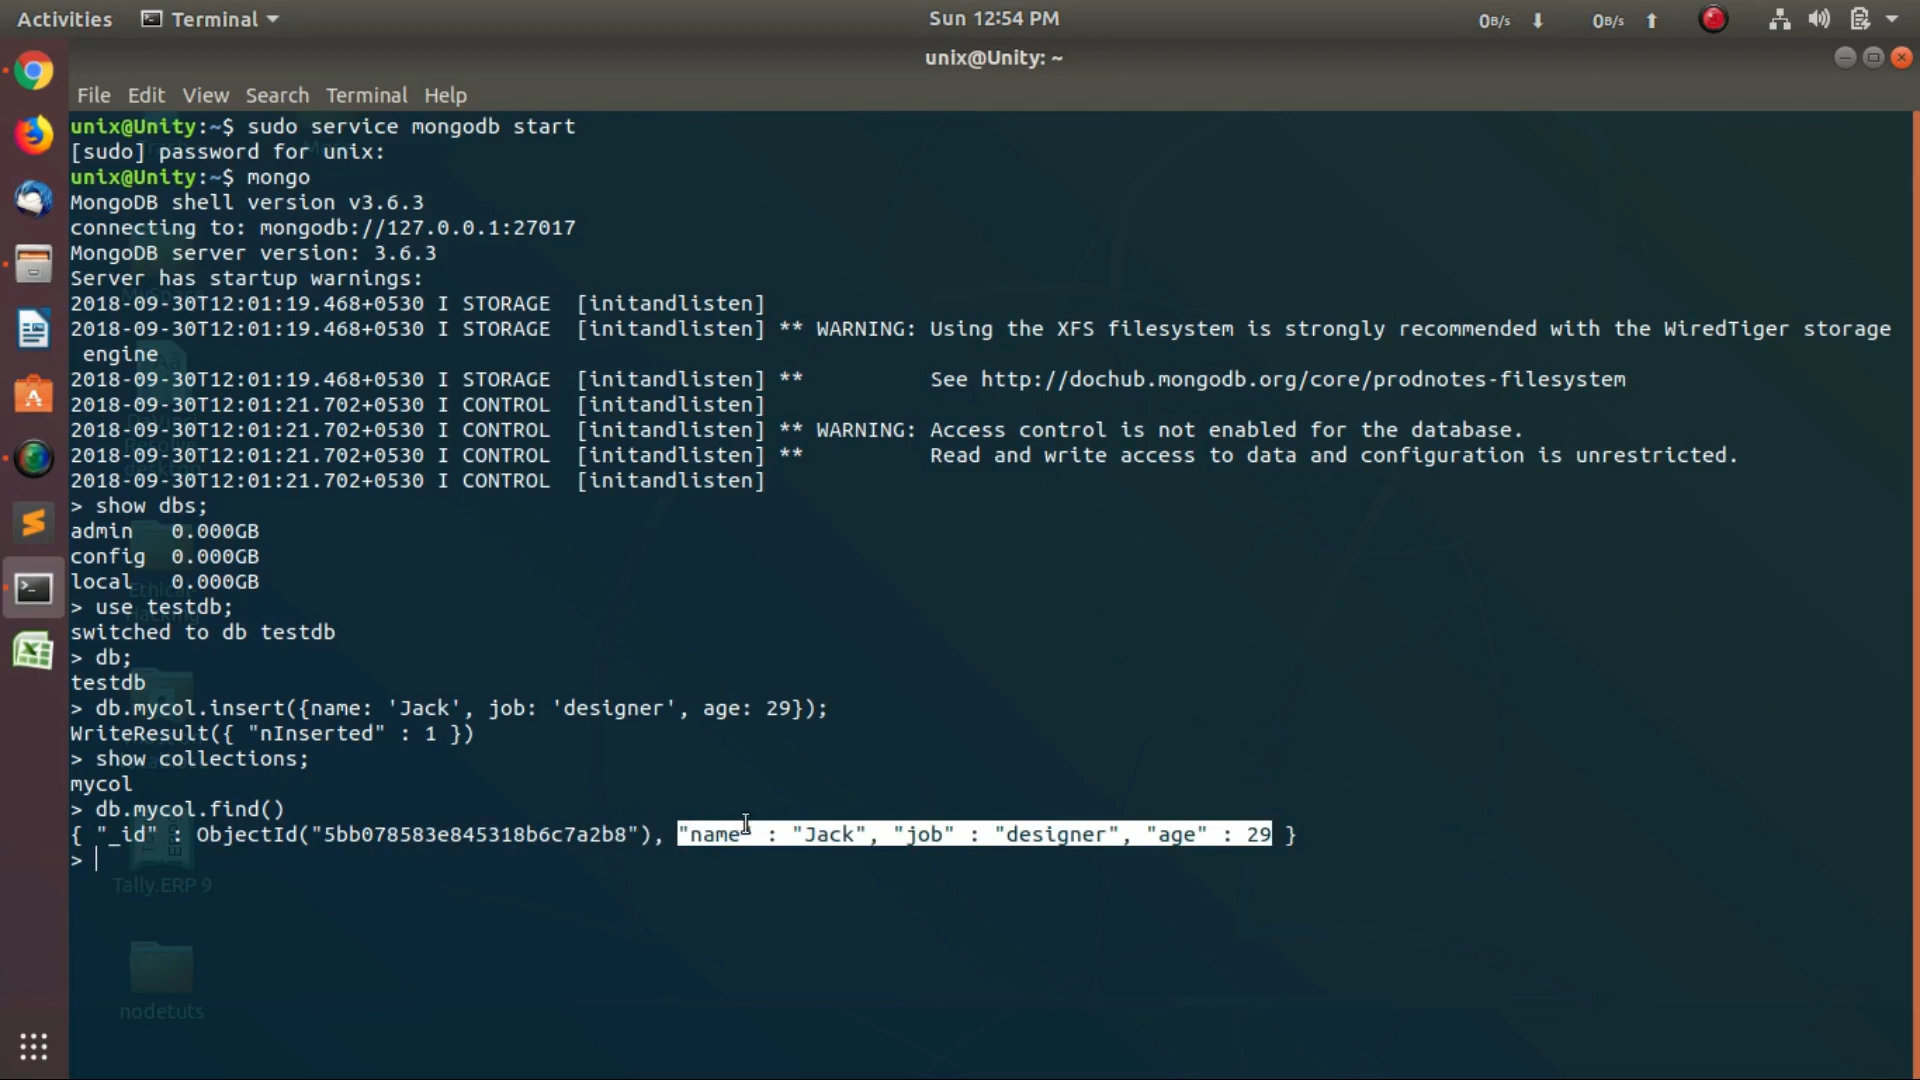 Activities Terminal Sun 12:54 PM 0B/s 0B/s
unix@Unity: ~
File Edit View Search Terminal Help
unix@Unity:~$ sudo service mongodb start
[sudo] password for unix:
unix@Unity:~$ mongo
MongoDB shell version v3.6.3
connecting to: mongodb://127.0.0.1:27017
MongoDB server version: 3.6.3
Server has startup warnings:
2018-09-30T12:01:19.468+0530 I STORAGE  [initandlisten]
2018-09-30T12:01:19.468+0530 I STORAGE  [initandlisten] ** WARNING: Using the XFS filesystem is strongly recommended with the WiredTiger storage
 engine
2018-09-30T12:01:19.468+0530 I STORAGE  [initandlisten] **          See http://dochub.mongodb.org/core/prodnotes-filesystem
2018-09-30T12:01:21.702+0530 I CONTROL  [initandlisten]
2018-09-30T12:01:21.702+0530 I CONTROL  [initandlisten] ** WARNING: Access control is not enabled for the database.
2018-09-30T12:01:21.702+0530 I CONTROL  [initandlisten] **          Read and write access to data and configuration is unrestricted.
2018-09-30T12:01:21.702+0530 I CONTROL  [initandlisten]
> show dbs;
admin   0.000GB
config  0.000GB
local   0.000GB
> use testdb;
switched to db testdb
> db;
testdb
> db.mycol.insert({name: 'Jack', job: 'designer', age: 29});
WriteResult({ "nInserted" : 1 })
> show collections;
mycol
> db.mycol.find()
{ "_id" : ObjectId("5bb078583e845318b6c7a2b8"), "name" : "Jack", "job" : "designer", "age" : 29 }
>
Tally.ERP 9
nodetuts